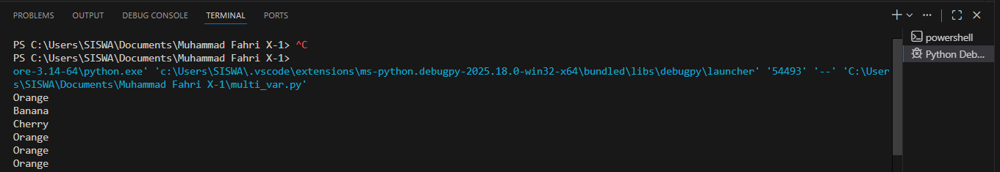 PROBLEMS OUTPUT DEBUG CONSOLE TERMINAL PORTS
PS C:\Users\SISWA\Documents\Muhammad Fahri X-1> ^C
PS C:\Users\SISWA\Documents\Muhammad Fahri X-1>
ore-3.14-64\python.exe' 'c:\Users\SISWA\.vscode\extensions\ms-python.debugpy-2025.18.0-win32-x64\bundled\libs\debugpy\launcher' '54493' '--' 'C:\User
s\SISWA\Documents\Muhammad Fahri X-1\multi_var.py'
Orange
Banana
Cherry
Orange
Orange
Orange
powershell
Python Deb...